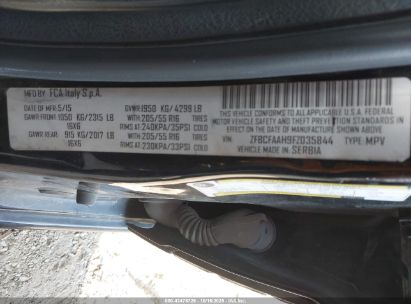 MFD BY FCA Italy S.p.A.
DATE OF MFR 5/15 GVWR 1950 KG/ 4299 LB
GAWR FRONT 1050 KG/2315 LB WITH 205/55 R16 TIRES
16X6 RIMS AT 240KPA/35PSI COLD
GAWR REAR 915 KG/2017 LB WITH 205/55 R16 TIRES
16X6 RIMS AT 230KPA/33PSI COLD
THIS VEHICLE CONFORMS TO ALL APPLICABLE U.S.A. FEDERAL
MOTOR VEHICLE SAFETY, BUMPER, AND THEFT PREVENTION STANDARDS IN
EFFECT ON THE DATE OF MANUFACTURE SHOWN ABOVE.
VIN: ZFBCFAAH9FZ035844 TYPE MPV
VEHICLE MADE IN: SERBIA